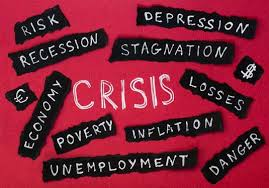 RISK
DEPRESSION
RECESSION
STAGNATION
€
$
CRISIS
ECONOMY
LOSSES
POVERTY
INFLATION
UNEMPLOYMENT
DANGER